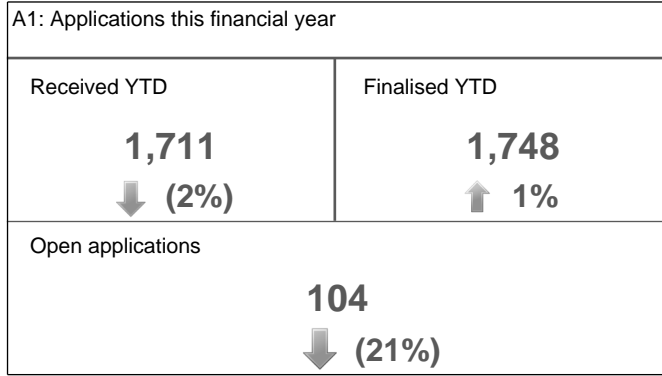 A1: Applications this financial year
Received YTD
1,711
(2%)
Finalised YTD
1,748
1%
Open applications
104
(21%)